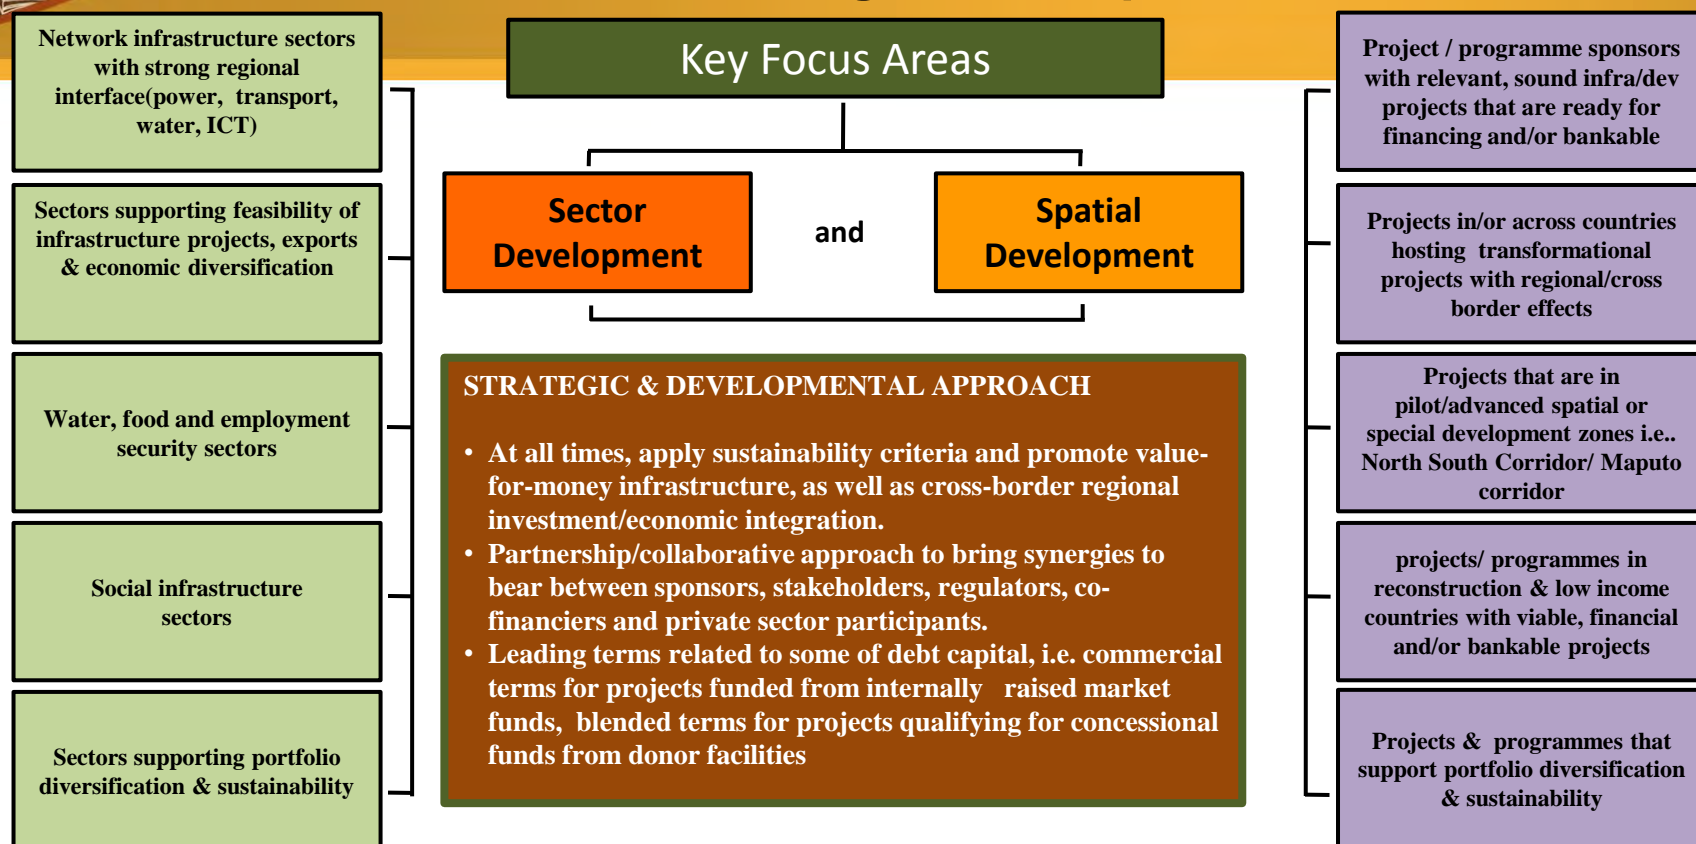 Key Focus Areas
Network infrastructure sectors
with strong regional
interface(power, transport,
water, ICT)
Sectors supporting feasibility of
infrastructure projects, exports
& economic diversification
Water, food and employment
security sectors
Social infrastructure
sectors
Sectors supporting portfolio
diversification & sustainability
Sector
Development
and
Spatial
Development
STRATEGIC & DEVELOPMENTAL APPROACH
• At all times, apply sustainability criteria and promote value-
for-money infrastructure, as well as cross-border regional
investment/economic integration.
• Partnership/collaborative approach to bring synergies to
bear between sponsors, stakeholders, regulators, co-
financiers and private sector participants.
• Leading terms related to some of debt capital, i.e. commercial
terms for projects funded from internally raised market
funds, blended terms for projects qualifying for concessional
funds from donor facilities
Project / programme sponsors
with relevant, sound infra/dev
projects that are ready for
financing and/or bankable
Projects in/or across countries
hosting transformational
projects with regional/cross
border effects
Projects that are in
pilot/advanced spatial or
special development zones i.e..
North South Corridor/ Maputo
corridor
projects/ programmes in
reconstruction & low income
countries with viable, financial
and/or bankable projects
Projects & programmes that
support portfolio diversification
& sustainability